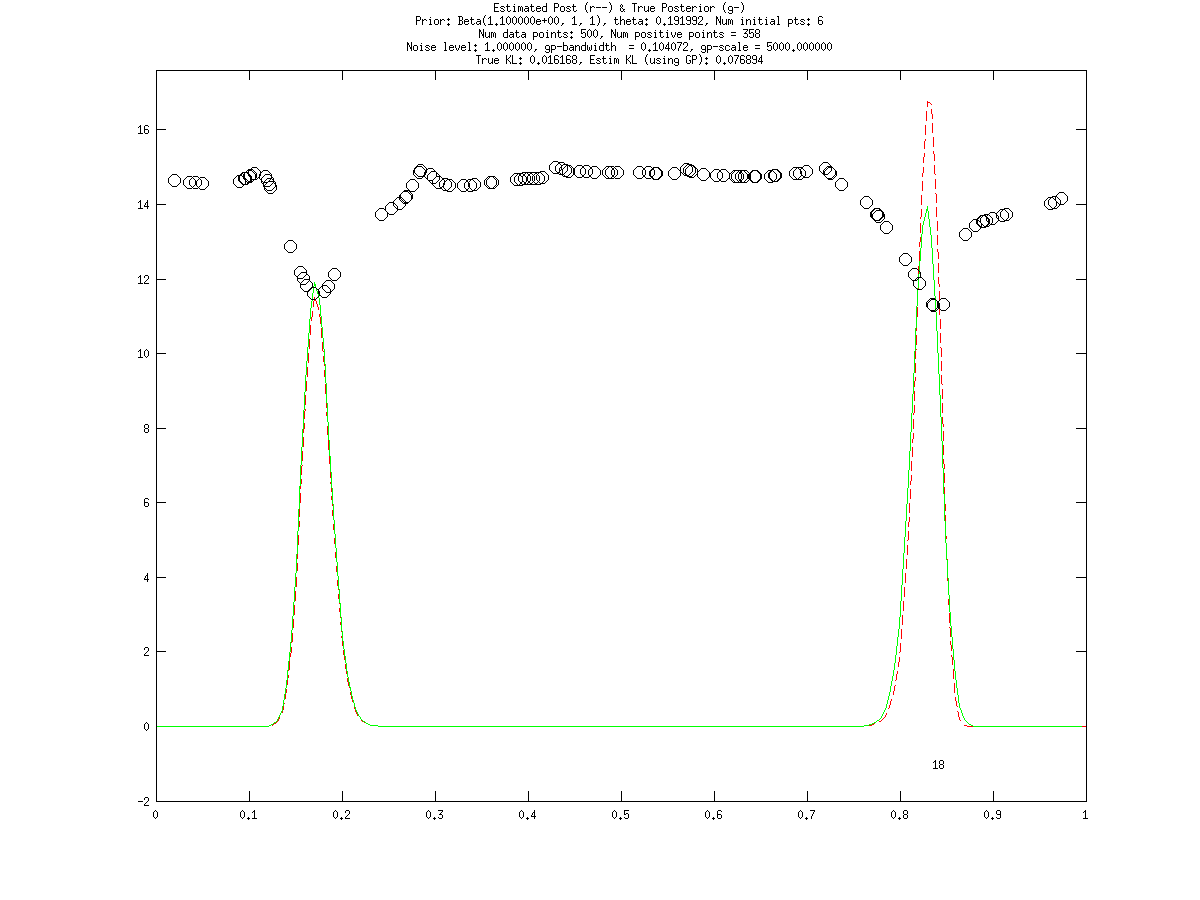 Estimated Post (r--) & True Posterior (g-)
Prior: Beta(1.100000e+00, 1, 1), theta: 0.191992, Num initial pts: 6
Num data points: 500, Num positive points = 358
Noise level: 1.000000, gp-bandwidth  = 0.104072, gp-scale = 5000.000000
True KL: 0.016168, Estim KL (using GP): 0.076894
16
14
12
10
8
6
4
2
0
18
-2
0 0.1 0.2 0.3 0.4 0.5 0.6 0.7 0.8 0.9 1